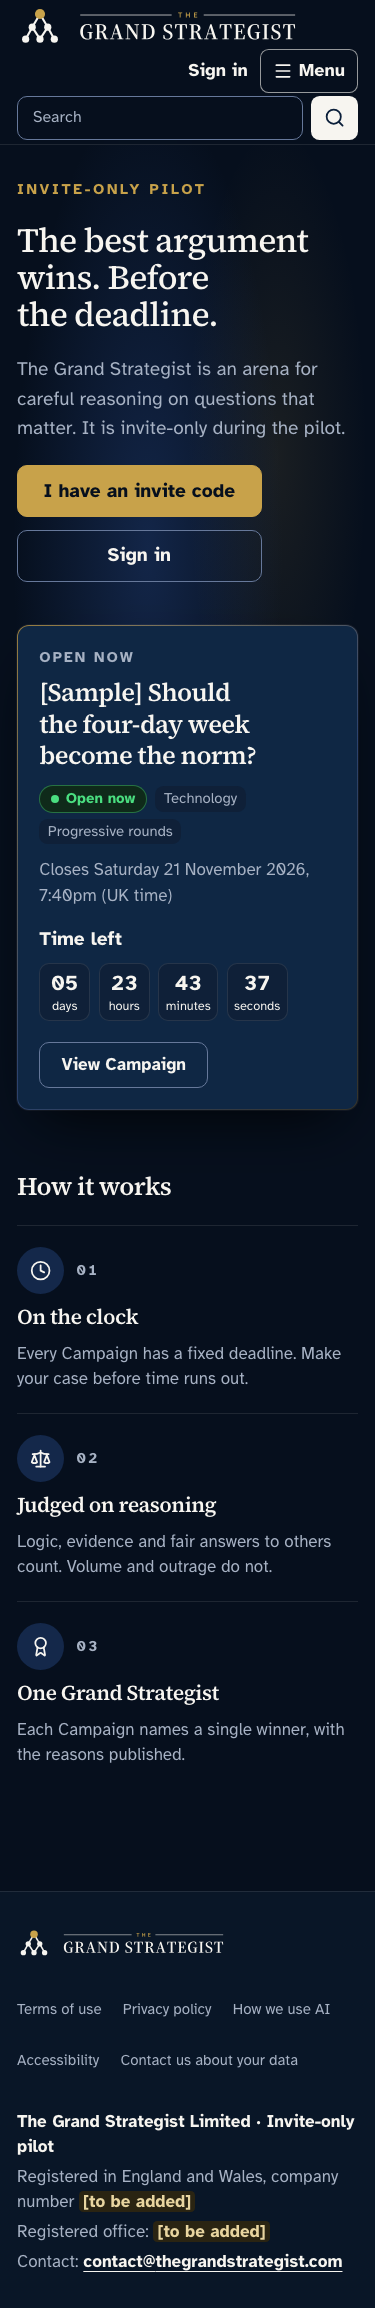 THE
GRAND STRATEGIST
Sign in
Menu
Search
INVITE-ONLY PILOT
The best argument
wins. Before
the deadline.
The Grand Strategist is an arena for
careful reasoning on questions that
matter. It is invite-only during the pilot.
I have an invite code
Sign in
OPEN NOW
[Sample] Should
the four-day week
become the norm?
Open now
Technology
Progressive rounds
Closes Saturday 21 November 2026,
7:40pm (UK time)
Time left
05 23 43 37
days hours minutes seconds
View Campaign
How it works
01
On the clock
Every Campaign has a fixed deadline. Make
your case before time runs out.
02
Judged on reasoning
Logic, evidence and fair answers to others
count. Volume and outrage do not.
03
One Grand Strategist
Each Campaign names a single winner, with
the reasons published.
THE
GRAND STRATEGIST
Terms of use Privacy policy How we use AI
Accessibility Contact us about your data
The Grand Strategist Limited · Invite-only
pilot
Registered in England and Wales, company
number [to be added]
Registered office: [to be added]
Contact: contact@thegrandstrategist.com